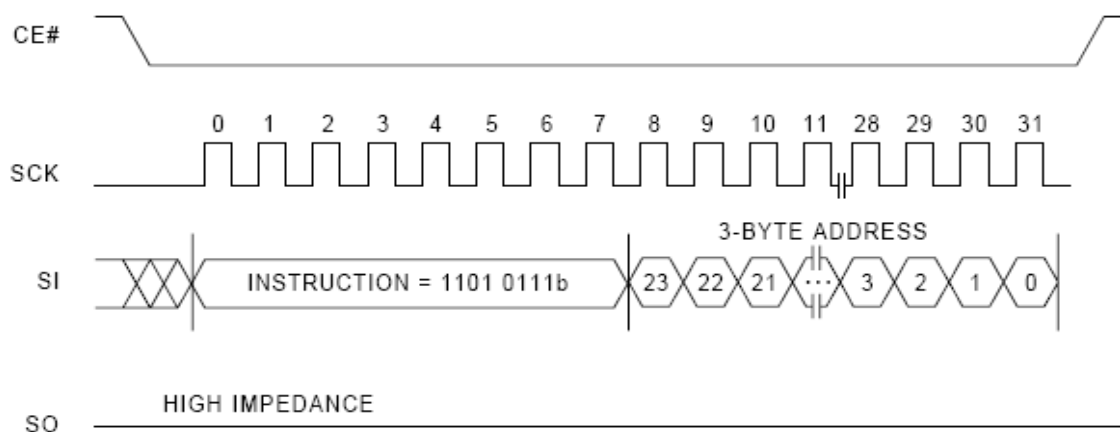 CE#
0 1 2 3 4 5 6 7 8 9 10 11 28 29 30 31
SCK
3-BYTE ADDRESS
SI INSTRUCTION = 1101 0111b 23 22 21 ... 3 2 1 0
HIGH IMPEDANCE
SO